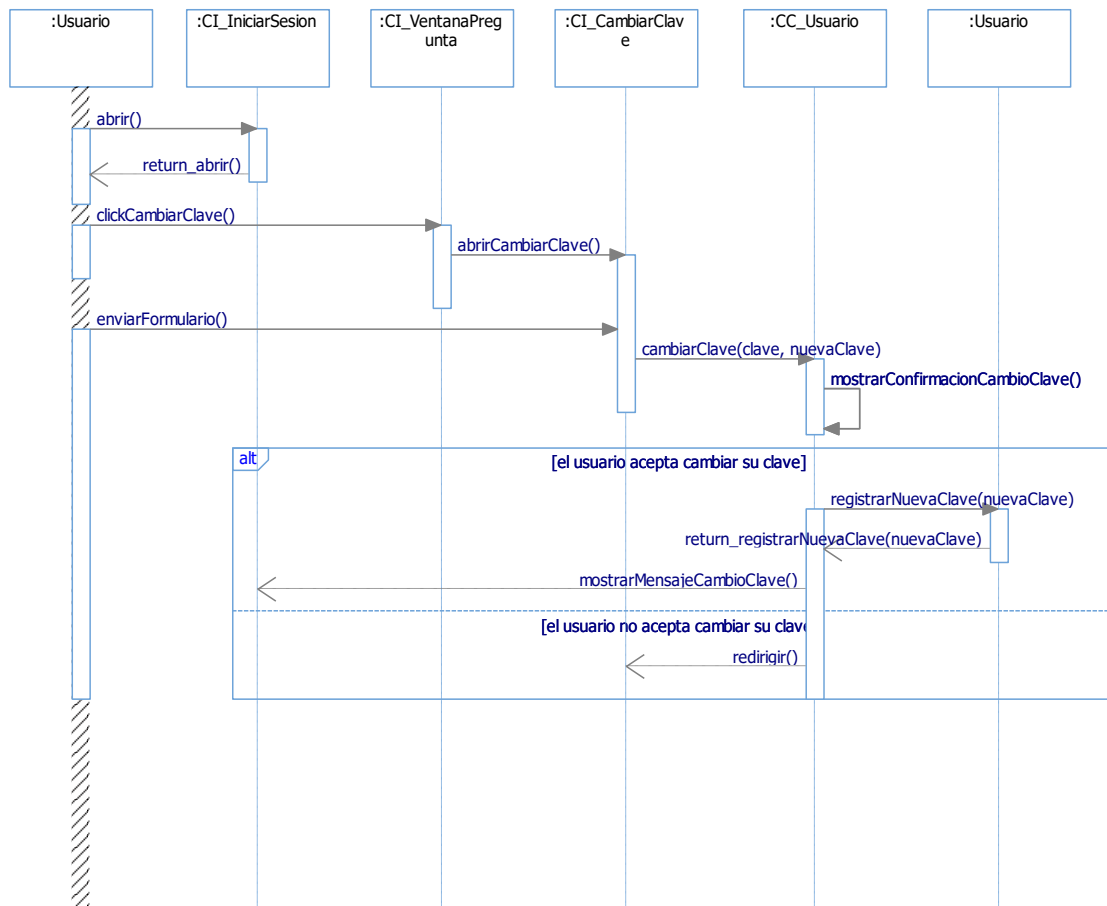 :Usuario
:CI_IniciarSesion
:CI_VentanaPreg
unta
:CI_CambiarClav
e
:CC_Usuario
:Usuario
abrir()
return_abrir()
clickCambiarClave()
abrirCambiarClave()
enviarFormulario()
cambiarClave(clave, nuevaClave)
mostrarConfirmacionCambioClave()
alt
[el usuario acepta cambiar su clave]
registrarNuevaClave(nuevaClave)
return_registrarNuevaClave(nuevaClave)
mostrarMensajeCambioClave()
[el usuario no acepta cambiar su clave
redirigir()